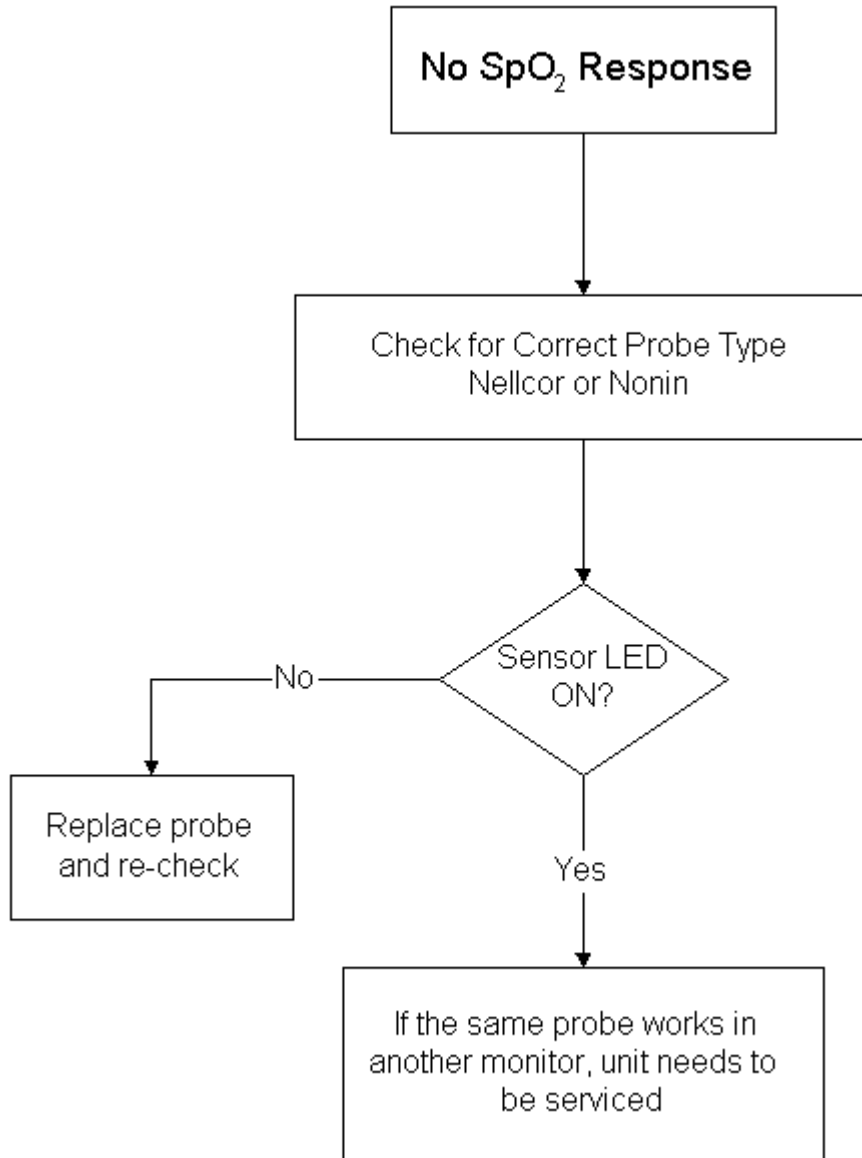 No SpO₂ Response
Check for Correct Probe Type
Nellcor or Nonin
Sensor LED
ON?
No
Replace probe
and re-check
Yes
If the same probe works in
another monitor, unit needs to
be serviced